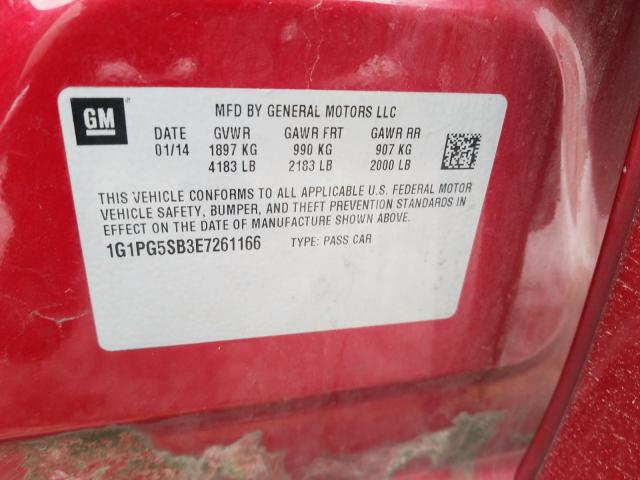 GM
MFD BY GENERAL MOTORS LLC
DATE GVWR GAWR FRT GAWR RR
01/14 1897 KG 990 KG 907 KG
4183 LB 2183 LB 2000 LB
THIS VEHICLE CONFORMS TO ALL APPLICABLE U.S. FEDERAL MOTOR
VEHICLE SAFETY, BUMPER, AND THEFT PREVENTION STANDARDS IN
EFFECT ON THE DATE OF MANUFACTURE SHOWN ABOVE.
1G1PG5SB3E7261166 TYPE: PASS CAR